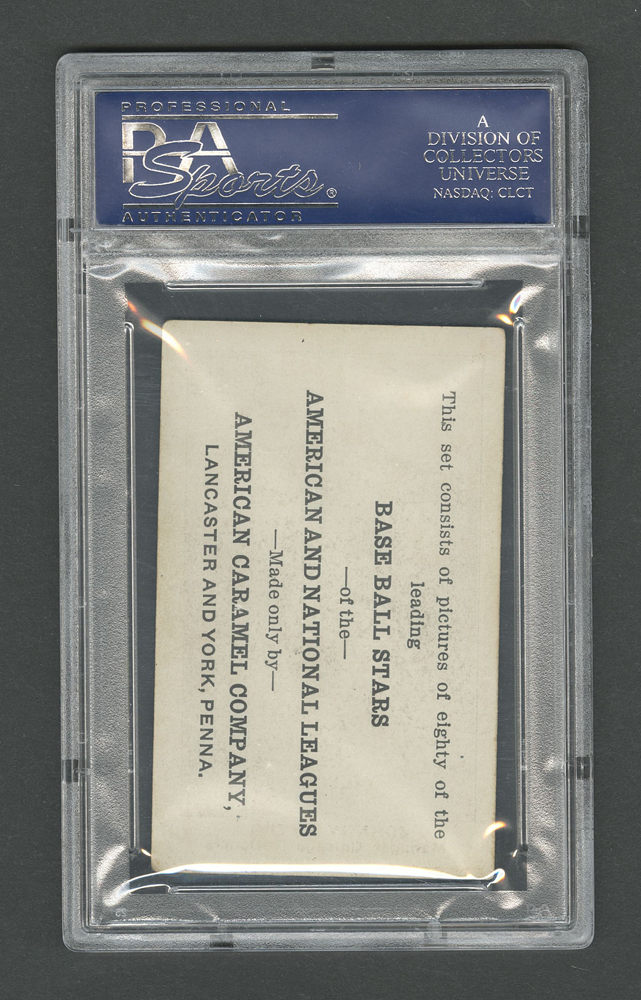 PROFESSIONAL
PSA
Sports®
AUTHENTICATOR
A
DIVISION OF
COLLECTORS
UNIVERSE
NASDAQ: CLCT
This set consists of pictures of eighty of the
leading
BASE BALL STARS
—of the—
AMERICAN AND NATIONAL LEAGUES
—Made only by—
AMERICAN CARAMEL COMPANY,
LANCASTER AND YORK, PENNA.